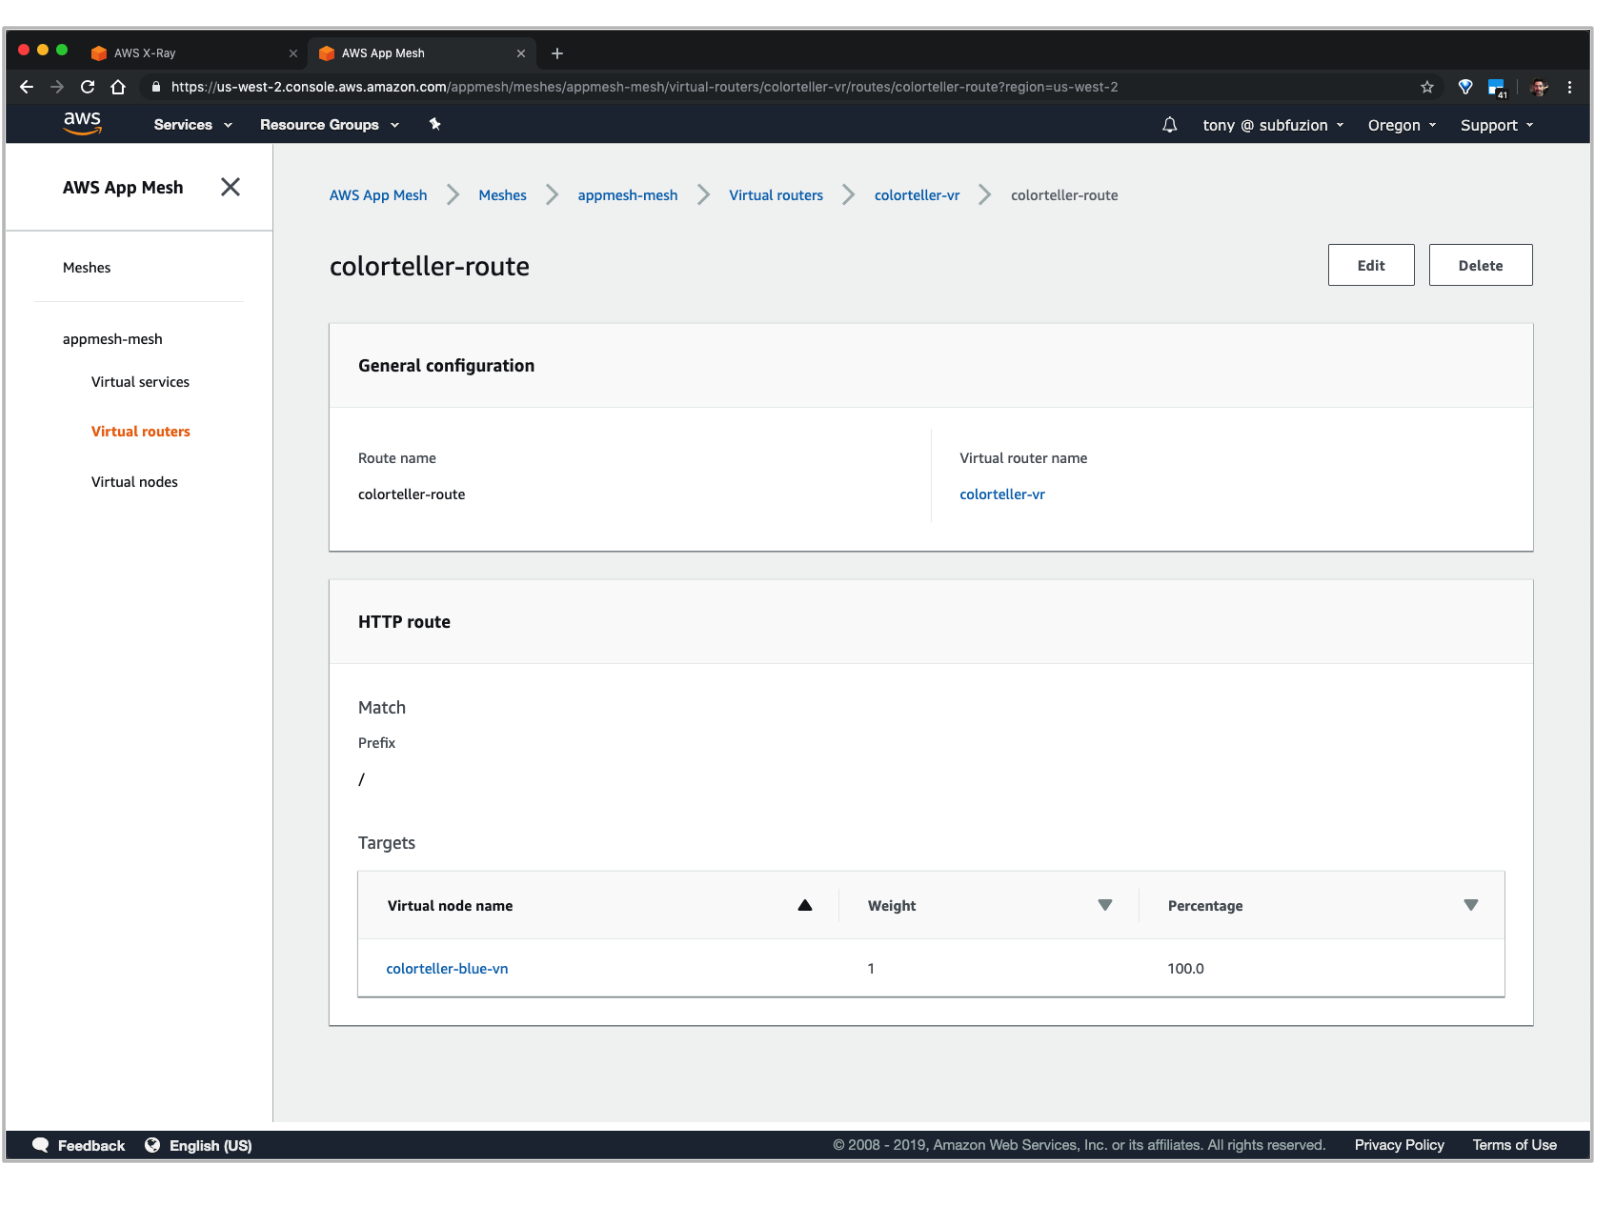 AWS X-Ray
AWS App Mesh
https://us-west-2.console.aws.amazon.com/appmesh/meshes/appmesh-mesh/virtual-routers/colorteller-vr/routes/colorteller-route?region=us-west-2
41
aws
Services
Resource Groups
tony @ subfuzion
Oregon
Support
AWS App Mesh
Meshes
appmesh-mesh
Virtual services
Virtual routers
Virtual nodes
AWS App Mesh > Meshes > appmesh-mesh > Virtual routers > colorteller-vr > colorteller-route
colorteller-route
Edit
Delete
General configuration
Route name
colorteller-route
Virtual router name
colorteller-vr
HTTP route
Match
Prefix
/
Targets
Virtual node name
Weight
Percentage
colorteller-blue-vn
1
100.0
Feedback
English (US)
© 2008 - 2019, Amazon Web Services, Inc. or its affiliates. All rights reserved.
Privacy Policy
Terms of Use